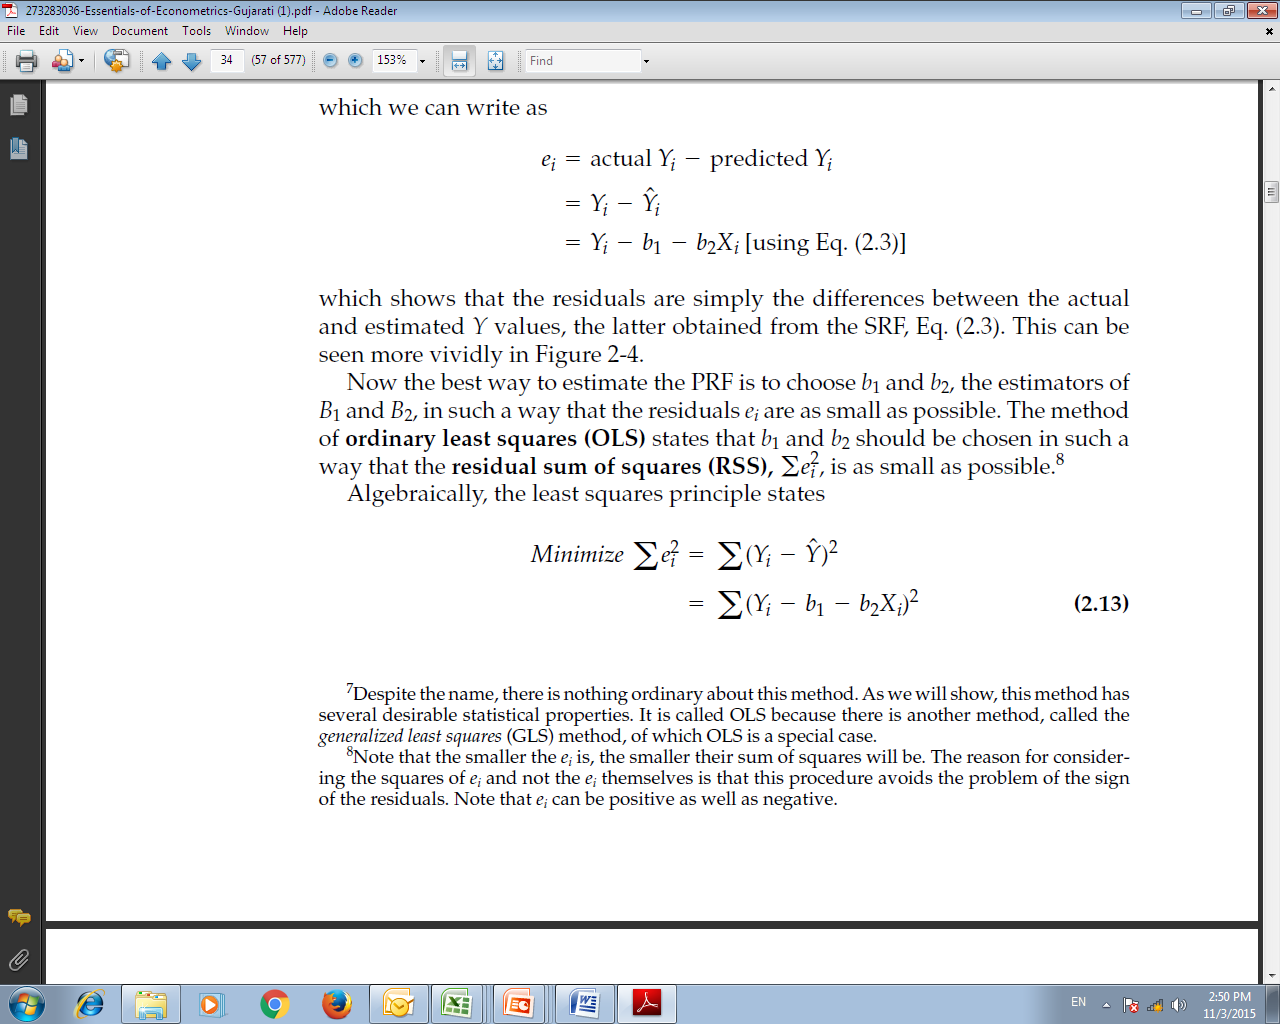 273283036-Essentials-of-Econometrics-Gujarati (1).pdf - Adobe Reader
File Edit View Document Tools Window Help
34 (57 of 577) 153% Find
which we can write as
eᵢ = actual Yᵢ − predicted Yᵢ
= Yᵢ − Ŷᵢ
= Yᵢ − b₁ − b₂Xᵢ [using Eq. (2.3)]
which shows that the residuals are simply the differences between the actual
and estimated Y values, the latter obtained from the SRF, Eq. (2.3). This can be
seen more vividly in Figure 2-4.
Now the best way to estimate the PRF is to choose b₁ and b₂, the estimators of
B₁ and B₂, in such a way that the residuals eᵢ are as small as possible. The method
of ordinary least squares (OLS) states that b₁ and b₂ should be chosen in such a
way that the residual sum of squares (RSS), ∑eᵢ², is as small as possible.⁸
Algebraically, the least squares principle states
Minimize ∑eᵢ² = ∑(Yᵢ − Ŷ)²
= ∑(Yᵢ − b₁ − b₂Xᵢ)² (2.13)
⁷Despite the name, there is nothing ordinary about this method. As we will show, this method has
several desirable statistical properties. It is called OLS because there is another method, called the
generalized least squares (GLS) method, of which OLS is a special case.
⁸Note that the smaller the eᵢ is, the smaller their sum of squares will be. The reason for consider-
ing the squares of eᵢ and not the eᵢ themselves is that this procedure avoids the problem of the sign
of the residuals. Note that eᵢ can be positive as well as negative.
EN 2:50 PM
11/3/2015